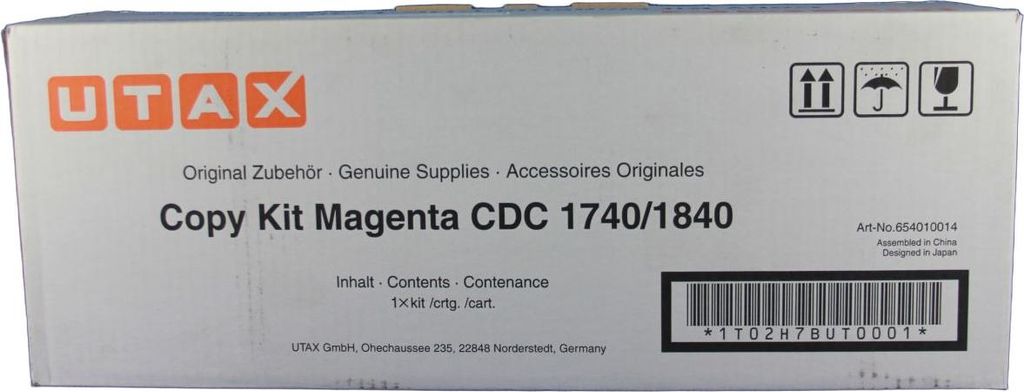 UTAX
Original Zubehör · Genuine Supplies · Accessoires Originales
Copy Kit Magenta CDC 1740/1840
Art-No.654010014
Assembled in China
Designed in Japan
Inhalt · Contents · Contenance
1×kit /crtg. /cart.
*1T02H7BUT0001*
UTAX GmbH, Ohechaussee 235, 22848 Norderstedt, Germany